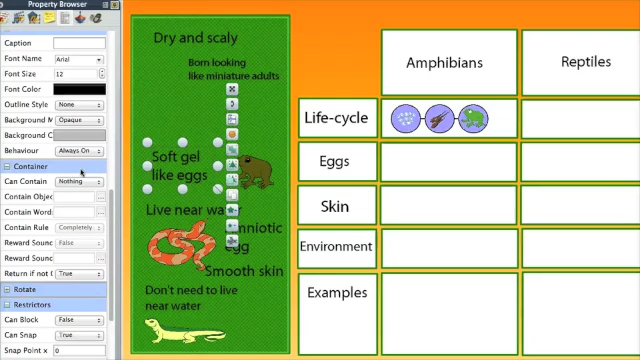 Property Browser
Caption
Font Name Arial
Font Size 12
Font Color
Outline Style None
Background M Opaque
Background C
Behaviour Always On
Container
Can Contain Nothing
Contain Objec
Contain Word
Contain Rule Completely
Reward Soun False
Reward Soun
Return if not C True
Rotate
Restrictors
Can Block False
Can Snap True
Snap Point x 0
Dry and scaly
Born looking
like miniature adults
Soft gel
like eggs
Live near water
mniotic
egg
Smooth skin
Don't need to live
near water
Amphibians
Reptiles
Life-cycle
Eggs
Skin
Environment
Examples